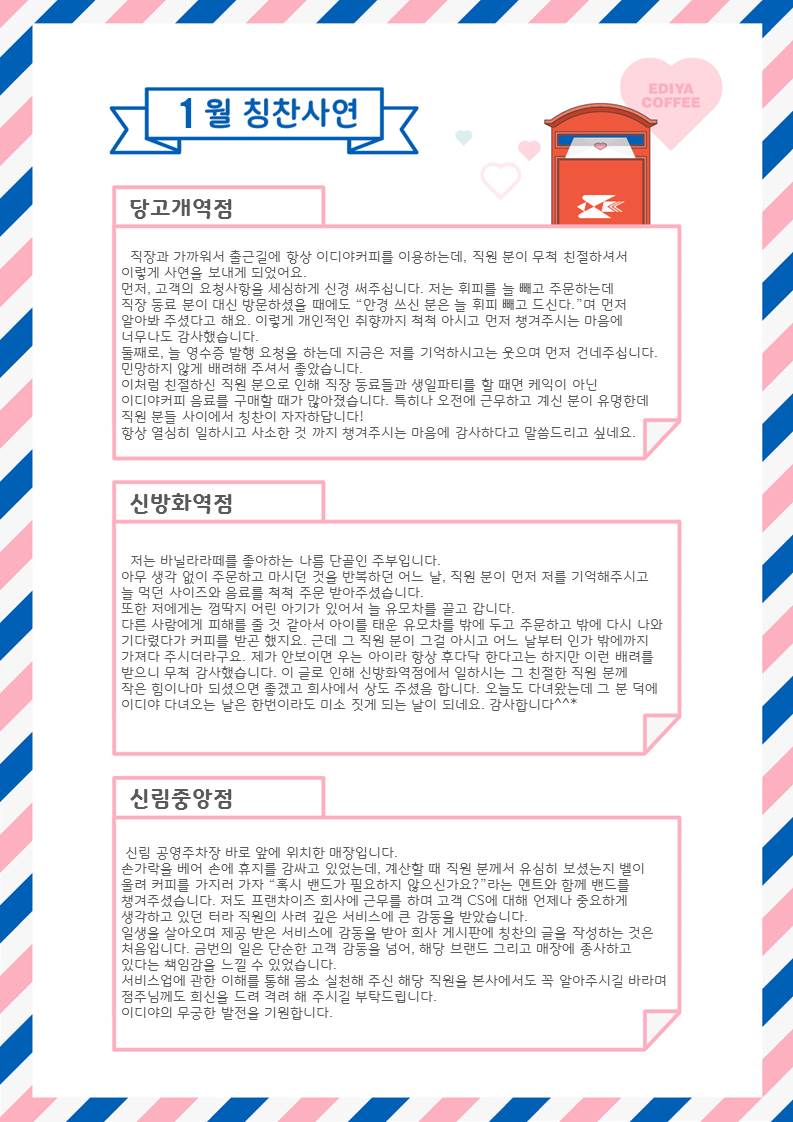 1월 칭찬사연
EDIYA
COFFEE
당고개역점
직장과 가까워서 출근길에 항상 이디야커피를 이용하는데, 직원 분이 무척 친절하셔서
이렇게 사연을 보내게 되었어요.
먼저, 고객의 요청사항을 세심하게 신경 써주십니다. 저는 휘피를 늘 빼고 주문하는데
직장 동료 분이 대신 방문하셨을 때에도 “안경 쓰신 분은 늘 휘피 빼고 드신다.”며 먼저
알아봐 주셨다고 해요. 이렇게 개인적인 취향까지 척척 아시고 먼저 챙겨주시는 마음에
너무나도 감사했습니다.
둘째로, 늘 영수증 발행 요청을 하는데 지금은 저를 기억하시고는 웃으며 먼저 건네주십니다.
민망하지 않게 배려해 주셔서 좋았습니다.
이처럼 친절하신 직원 분으로 인해 직장 동료들과 생일파티를 할 때면 케익이 아닌
이디야커피 음료를 구매할 때가 많아졌습니다. 특히나 오전에 근무하고 계신 분이 유명한데
직원 분들 사이에서 칭찬이 자자하답니다!
항상 열심히 일하시고 사소한 것 까지 챙겨주시는 마음에 감사하다고 말씀드리고 싶네요.
신방화역점
저는 바닐라라떼를 좋아하는 나름 단골인 주부입니다.
아무 생각 없이 주문하고 마시던 것을 반복하던 어느 날, 직원 분이 먼저 저를 기억해주시고
늘 먹던 사이즈와 음료를 척척 주문 받아주셨습니다.
또한 저에게는 껌딱지 어린 아기가 있어서 늘 유모차를 끌고 갑니다.
다른 사람에게 피해를 줄 것 같아서 아이를 태운 유모차를 밖에 두고 주문하고 밖에 다시 나와
기다렸다가 커피를 받곤 했지요. 근데 그 직원 분이 그걸 아시고 어느 날부터 인가 밖에까지
가져다 주시더라구요. 제가 안보이면 우는 아이라 항상 후다닥 한다고는 하지만 이런 배려를
받으니 무척 감사했습니다. 이 글로 인해 신방화역점에서 일하시는 그 친절한 직원 분께
작은 힘이나마 되셨으면 좋겠고 회사에서 상도 주셨음 합니다. 오늘도 다녀왔는데 그 분 덕에
이디야 다녀오는 날은 한번이라도 미소 짓게 되는 날이 되네요. 감사합니다^^*
신림중앙점
신림 공영주차장 바로 앞에 위치한 매장입니다.
손가락을 베어 손에 휴지를 감싸고 있었는데, 계산할 때 직원 분께서 유심히 보셨는지 벨이
울려 커피를 가지러 가자 “혹시 밴드가 필요하지 않으신가요?”라는 멘트와 함께 밴드를
챙겨주셨습니다. 저도 프랜차이즈 회사에 근무를 하며 고객 CS에 대해 언제나 중요하게
생각하고 있던 터라 직원의 사려 깊은 서비스에 큰 감동을 받았습니다.
일생을 살아오며 제공 받은 서비스에 감동을 받아 회사 게시판에 칭찬의 글을 작성하는 것은
처음입니다. 금번의 일은 단순한 고객 감동을 넘어, 해당 브랜드 그리고 매장에 종사하고
있다는 책임감을 느낄 수 있었습니다.
서비스업에 관한 이해를 통해 몸소 실천해 주신 해당 직원을 본사에서도 꼭 알아주시길 바라며
점주님께도 회신을 드려 격려 해 주시길 부탁드립니다.
이디야의 무궁한 발전을 기원합니다.